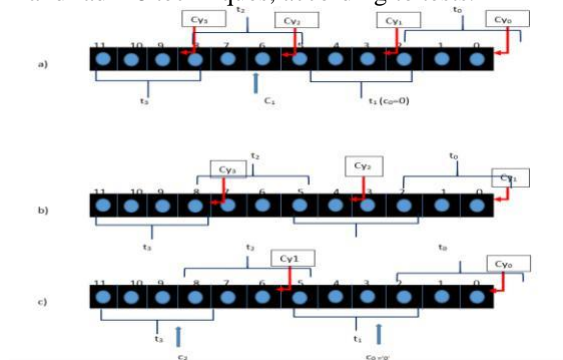 t₂ t₀
Cy₃ Cy₂ Cy₁ Cy₀
11 10 9 8 7 6 5 4 3 2 1 0
a)
t₃ C₁ t₁ (c₀=0)
t₂ t₀
Cy₃ Cy₂ Cy₁
11 10 9 8 7 6 5 4 3 2 1 0
b)
t₃ t₂ t₀
Cy1 Cy₀
11 10 9 8 7 6 5 4 3 2 1 0
c)
t₃ t₁
C₂